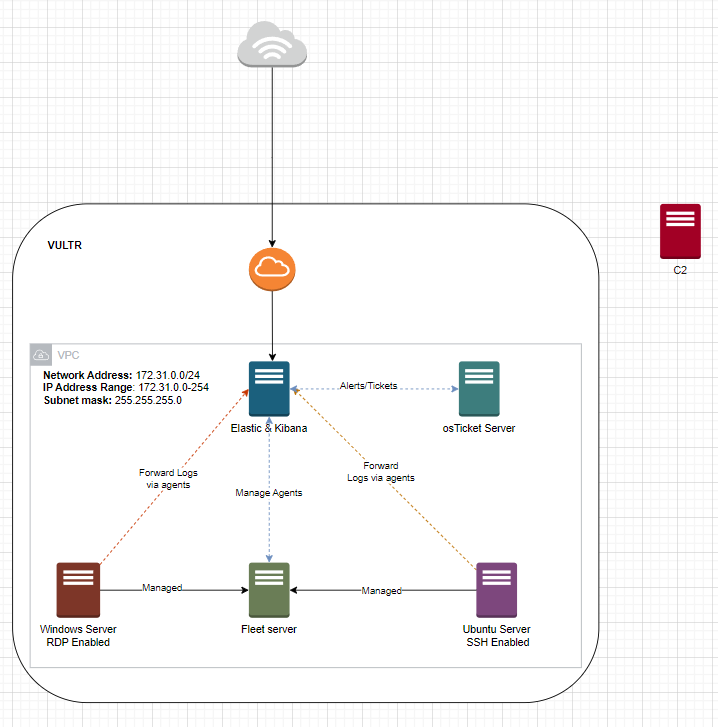 VULTR
C2
VPC
Network Address: 172.31.0.0/24
IP Address Range: 172.31.0.0-254
Subnet mask: 255.255.255.0
Alerts/Tickets
Elastic & Kibana
osTicket Server
Forward Logs
via agents
Forward
Logs via agents
Manage Agents
Managed
Managed
Windows Server
RDP Enabled
Fleet server
Ubuntu Server
SSH Enabled